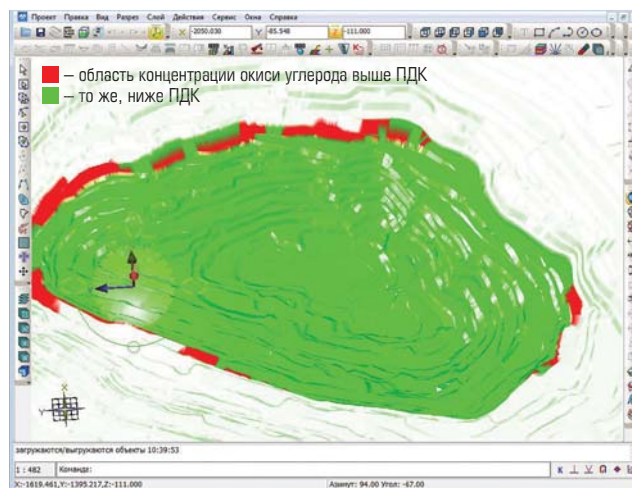 Проект Правка Вид Разрез Слой Действия Сервис Окна Справка
X -2050.030 Y -85.548 Z -111.000
– область концентрации окиси углерода выше ПДК
– то же, ниже ПДК
X
Y
загружаются/выгружаются объекты 10:39:53
1 : 482 Команда:
X:-1619.461,Y:-1395.217,Z:-111.000 Азимут: 94.00 Угол: -67.00